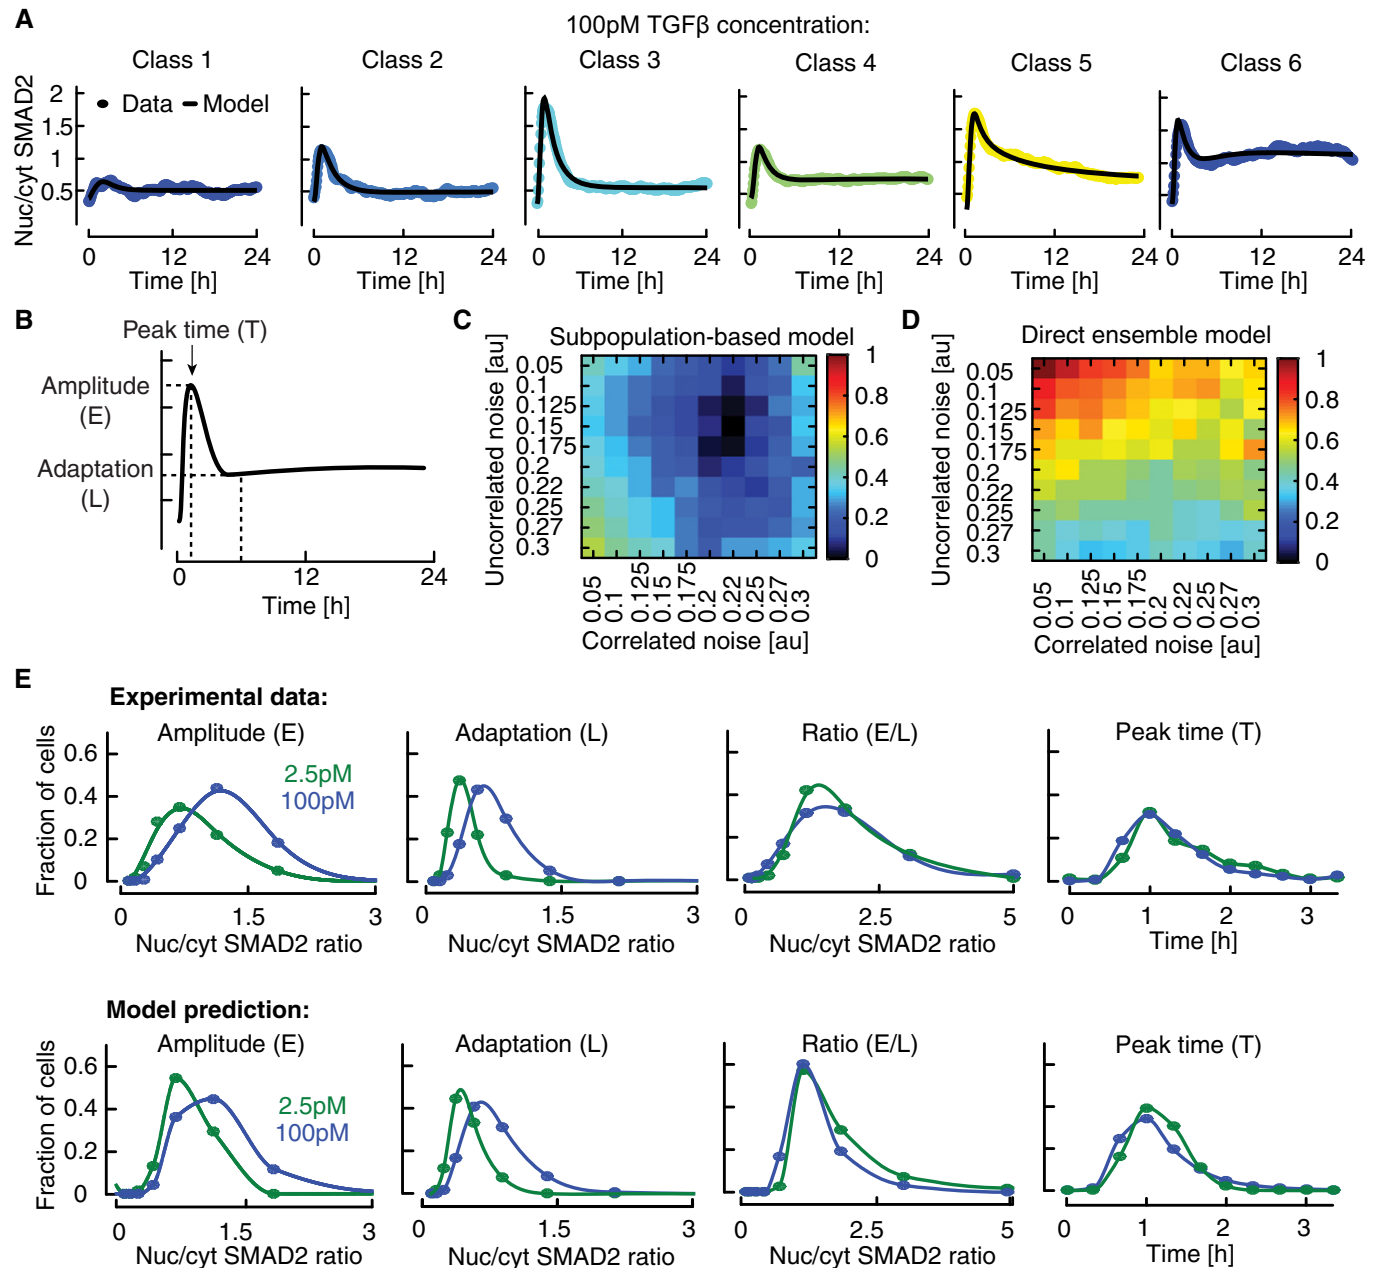 A
100pM TGFβ concentration:
Class 1
Class 2
Class 3
Class 4
Class 5
Class 6
Nuc/cyt SMAD2
2
1.5
1
0.5
Data
Model
0 12 24
0 12 24
0 12 24
0 12 24
0 12 24
0 12 24
Time [h]
Time [h]
Time [h]
Time [h]
Time [h]
Time [h]
B
Peak time (T)
Amplitude
(E)
Adaptation
(L)
0 12 24
Time [h]
C
Subpopulation-based model
Uncorrelated noise [au]
0.05
0.1
0.125
0.15
0.175
0.2
0.22
0.25
0.27
0.3
0.05
0.1
0.125
0.15
0.175
0.2
0.22
0.25
0.27
0.3
Correlated noise [au]
1
0.8
0.6
0.4
0.2
0
D
Direct ensemble model
Uncorrelated noise [au]
0.05
0.1
0.125
0.15
0.175
0.2
0.22
0.25
0.27
0.3
0.05
0.1
0.125
0.15
0.175
0.2
0.22
0.25
0.27
0.3
Correlated noise [au]
1
0.8
0.6
0.4
0.2
0
E
Experimental data:
Amplitude (E)
Adaptation (L)
Ratio (E/L)
Peak time (T)
Fraction of cells
0.6
0.4
0.2
0
2.5pM
100pM
0 1.5 3
0 1.5 3
0 2.5 5
0 1 2 3
Nuc/cyt SMAD2 ratio
Nuc/cyt SMAD2 ratio
Nuc/cyt SMAD2 ratio
Time [h]
Model prediction:
Amplitude (E)
Adaptation (L)
Ratio (E/L)
Peak time (T)
Fraction of cells
0.6
0.4
0.2
0
2.5pM
100pM
0 1.5 3
0 1.5 3
0 2.5 5
0 1 2 3
Nuc/cyt SMAD2 ratio
Nuc/cyt SMAD2 ratio
Nuc/cyt SMAD2 ratio
Time [h]